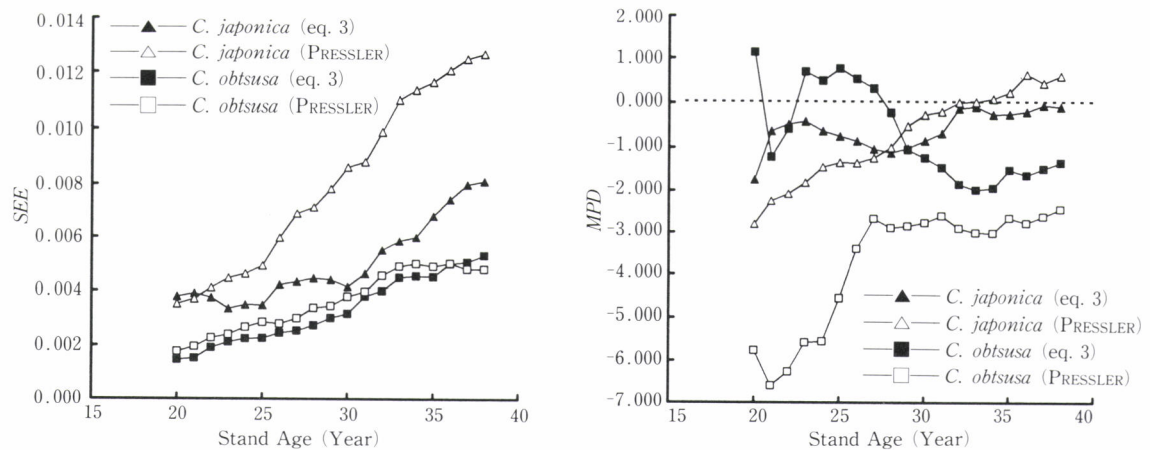 0.014
0.012
0.010
0.008
0.006
0.004
0.002
0.000
SEE
C. japonica (eq. 3)
C. japonica (PRESSLER)
C. obtsusa (eq. 3)
C. obtsusa (PRESSLER)
15 20 25 30 35 40
Stand Age (Year)
2.000
1.000
0.000
-1.000
-2.000
-3.000
-4.000
-5.000
-6.000
-7.000
MPD
C. japonica (eq. 3)
C. japonica (PRESSLER)
C. obtsusa (eq. 3)
C. obtsusa (PRESSLER)
15 20 25 30 35 40
Stand Age (Year)